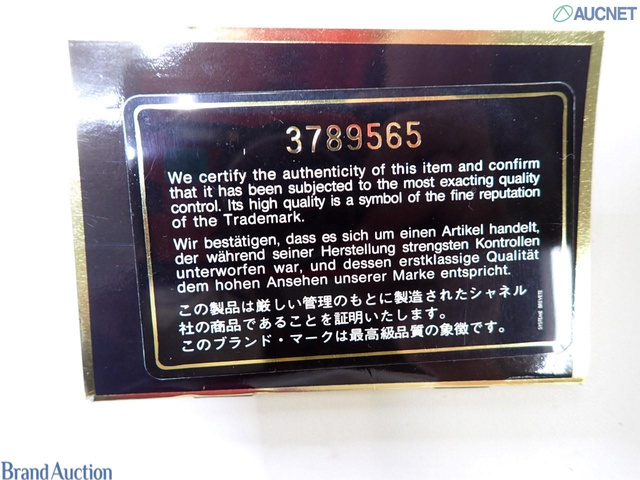 AUCNET
3789565
We certify the authenticity of this item and confirm
that it has been subjected to the most exacting quality
control. Its high quality is a symbol of the fine reputation
of the Trademark.
Wir bestätigen, dass es sich um einen Artikel handelt,
der während seiner Herstellung strengsten Kontrollen
unterworfen war, und dessen erstklassige Qualität
dem hohen Ansehen unserer Marke entspricht.
この製品は厳しい管理のもとに製造されたシャネル
社の商品であることを証明いたします。
このブランド・マークは最高級品質の象徴です。
SYSTEME BREVETE
Brand Auction